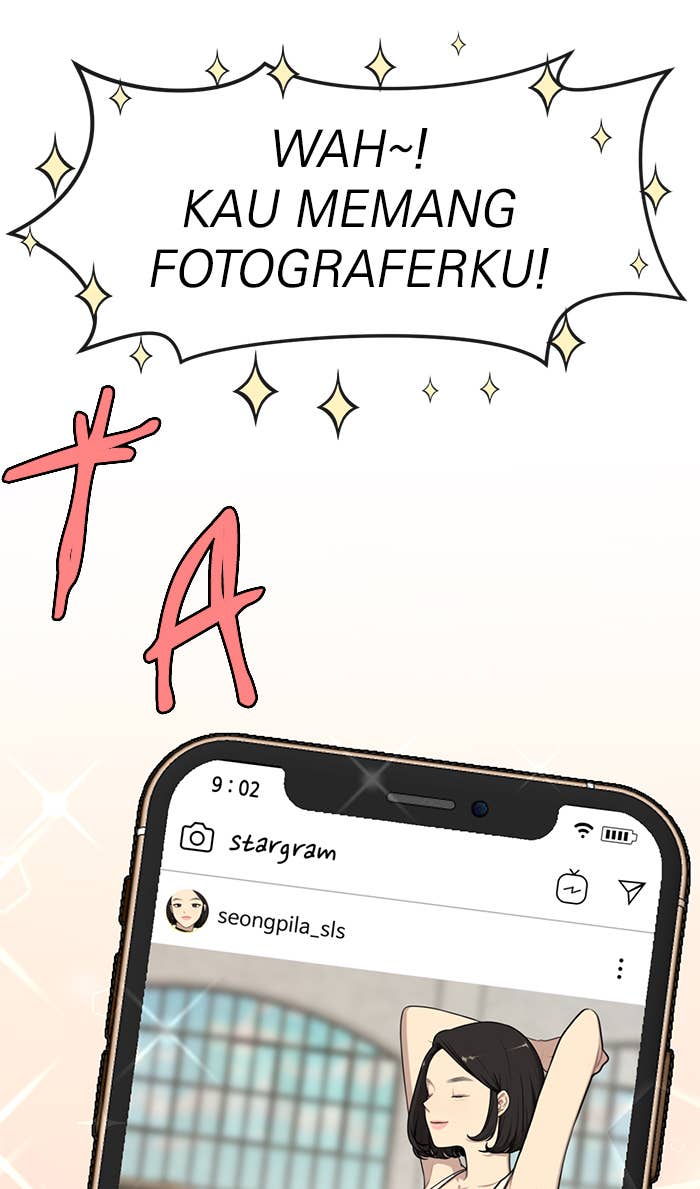 WAH~!
KAU MEMANG
FOTOGRAFERKU!
TA
9:02
stargram
seongpila_sls